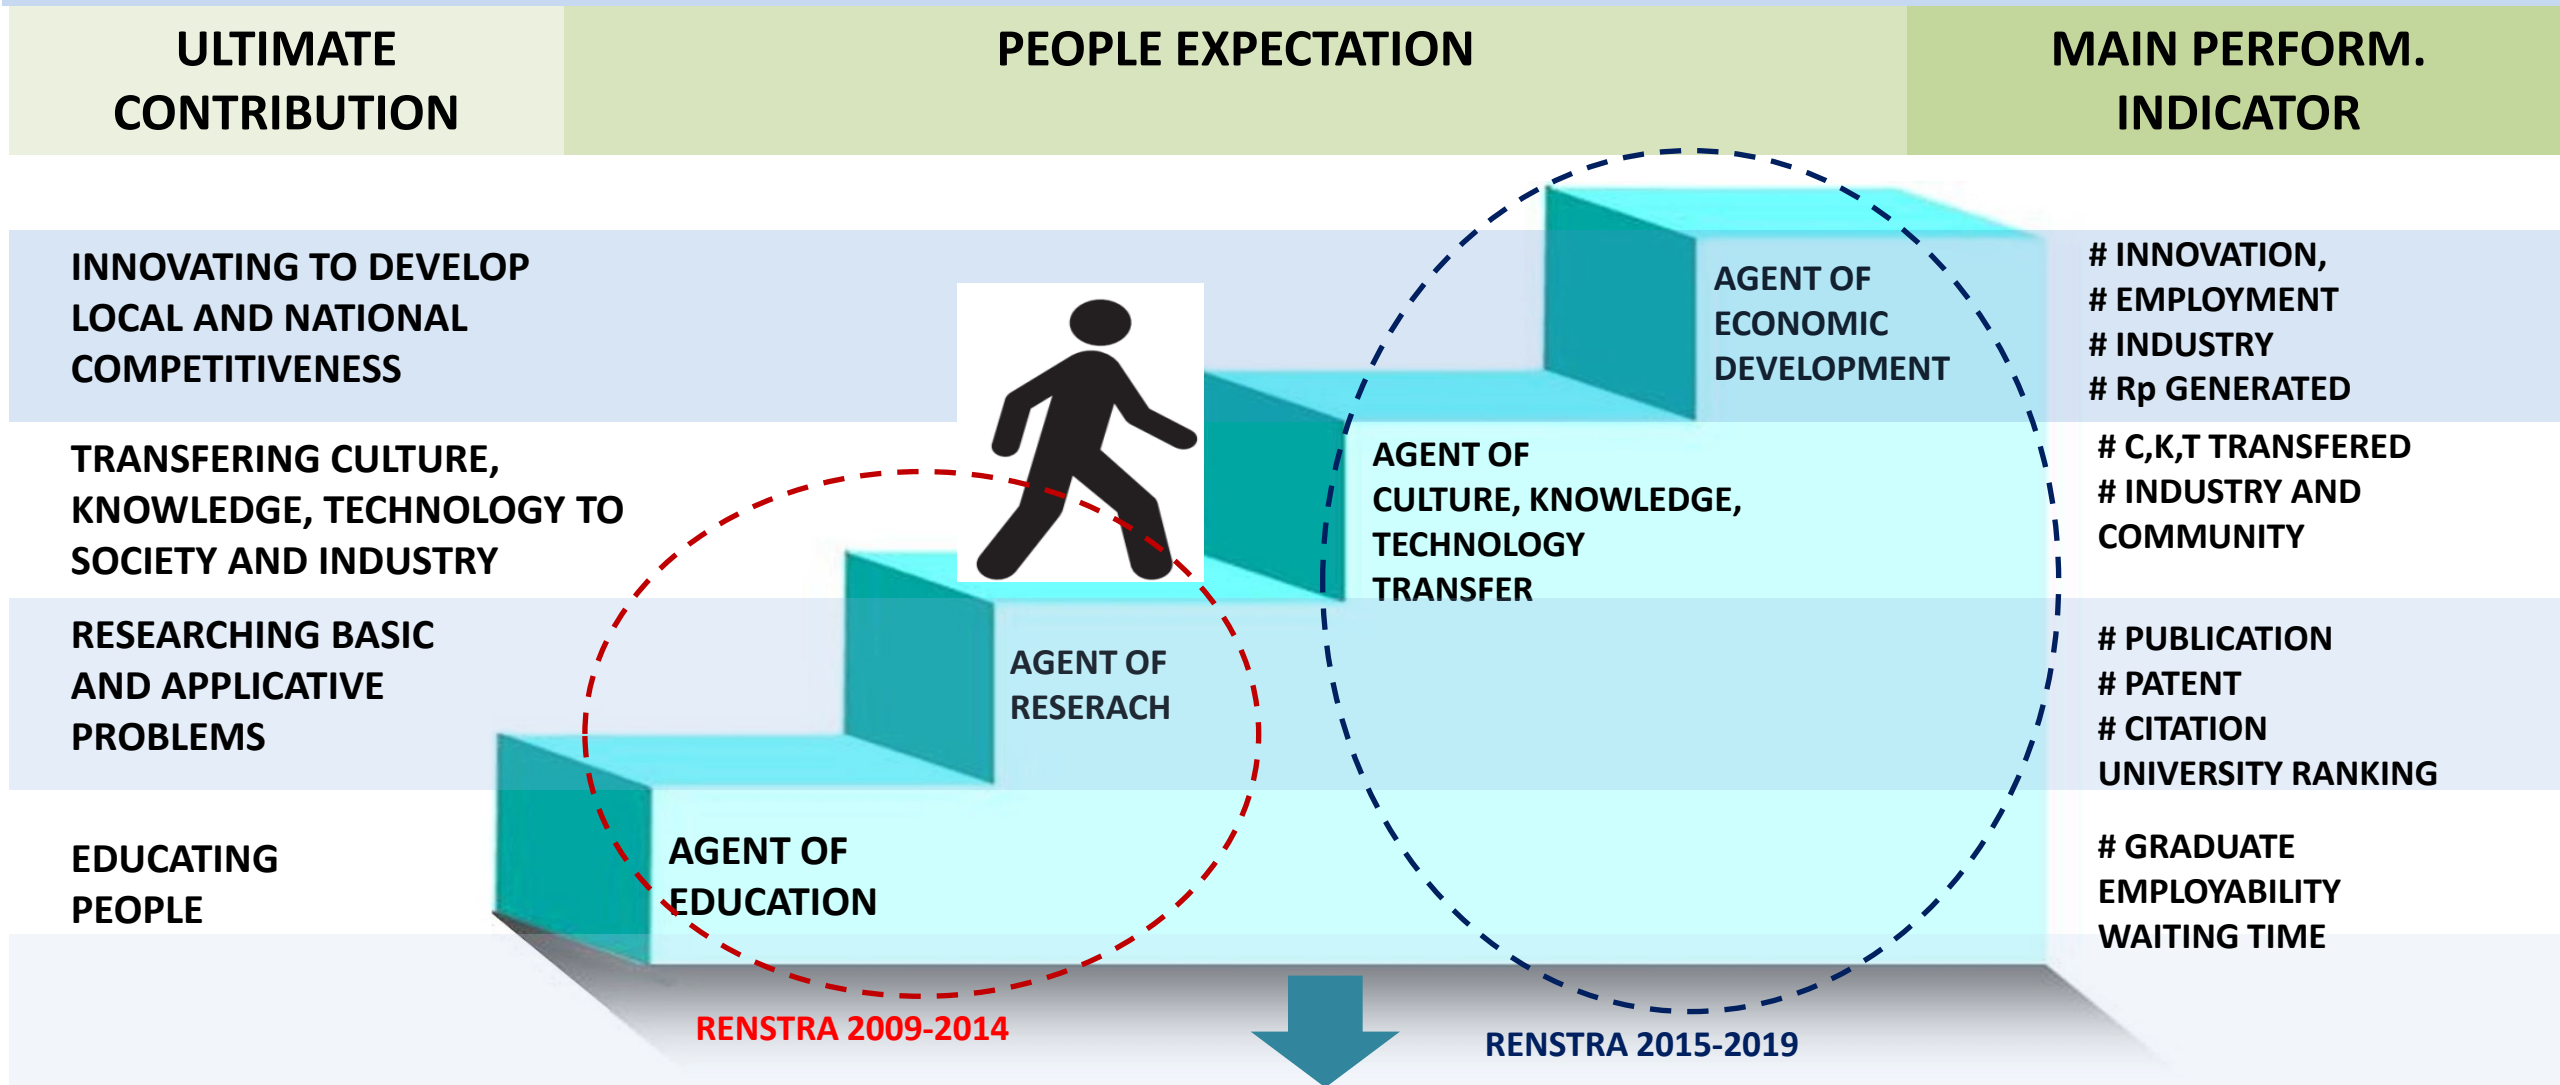 ULTIMATE
CONTRIBUTION
PEOPLE EXPECTATION
MAIN PERFORM.
INDICATOR
INNOVATING TO DEVELOP
LOCAL AND NATIONAL
COMPETITIVENESS
AGENT OF
ECONOMIC
DEVELOPMENT
# INNOVATION,
# EMPLOYMENT
# INDUSTRY
# Rp GENERATED
TRANSFERING CULTURE,
KNOWLEDGE, TECHNOLOGY TO
SOCIETY AND INDUSTRY
AGENT OF
CULTURE, KNOWLEDGE,
TECHNOLOGY
TRANSFER
# C,K,T TRANSFERED
# INDUSTRY AND
COMMUNITY
RESEARCHING BASIC
AND APPLICATIVE
PROBLEMS
AGENT OF
RESERACH
# PUBLICATION
# PATENT
# CITATION
UNIVERSITY RANKING
EDUCATING
PEOPLE
AGENT OF
EDUCATION
# GRADUATE
EMPLOYABILITY
WAITING TIME
RENSTRA 2009-2014
RENSTRA 2015-2019